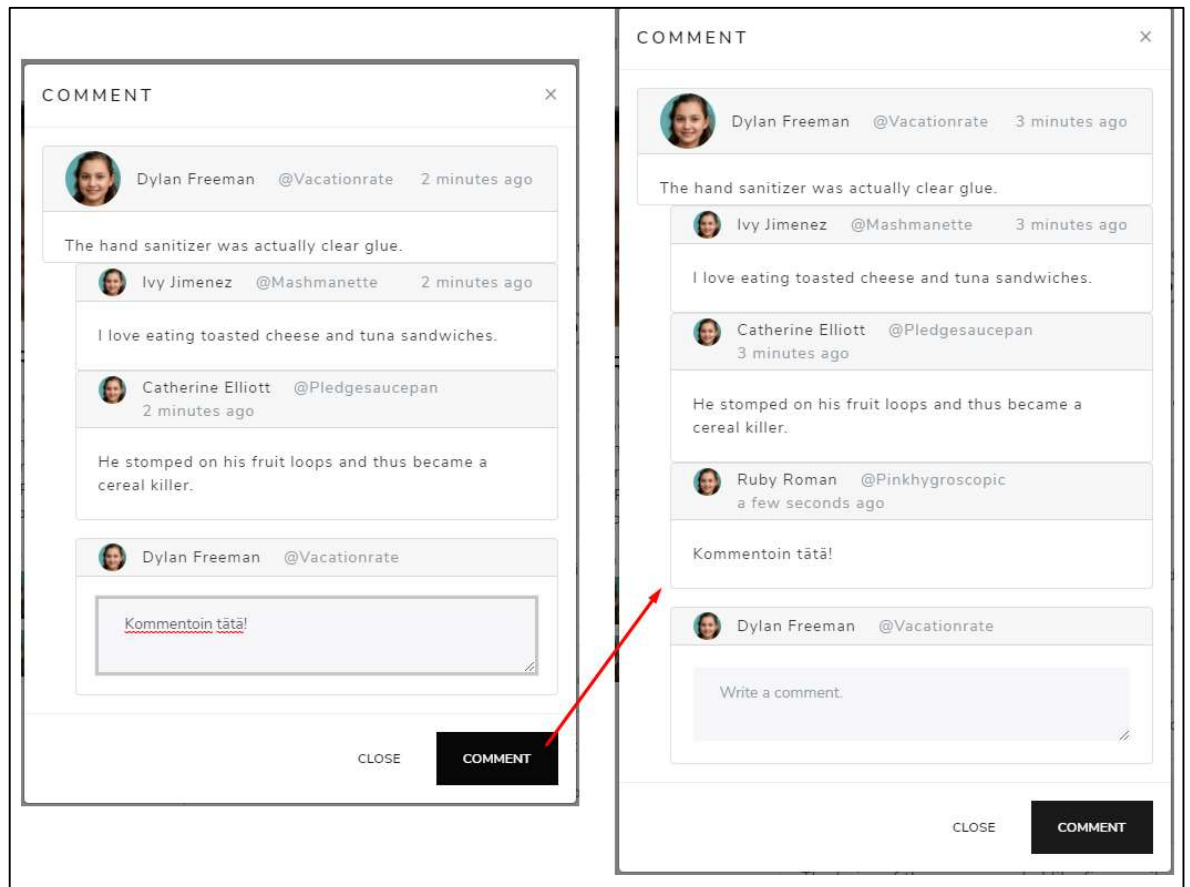 COMMENT ×
Dylan Freeman @Vacationrate 2 minutes ago
The hand sanitizer was actually clear glue.
Ivy Jimenez @Mashmanette 2 minutes ago
I love eating toasted cheese and tuna sandwiches.
Catherine Elliott @Pledgesaucepan
2 minutes ago
He stomped on his fruit loops and thus became a
cereal killer.
Dylan Freeman @Vacationrate
Kommentoin tätä!
CLOSE COMMENT
COMMENT ×
Dylan Freeman @Vacationrate 3 minutes ago
The hand sanitizer was actually clear glue.
Ivy Jimenez @Mashmanette 3 minutes ago
I love eating toasted cheese and tuna sandwiches.
Catherine Elliott @Pledgesaucepan
3 minutes ago
He stomped on his fruit loops and thus became a
cereal killer.
Ruby Roman @Pinkhygroscopic
a few seconds ago
Kommentoin tätä!
Dylan Freeman @Vacationrate
Write a comment.
CLOSE COMMENT